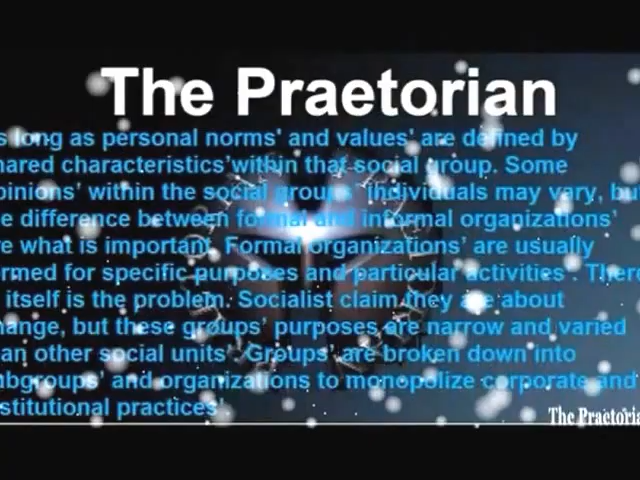 The Praetorian
s long as personal norms' and values' are defined by
hared characteristics' within that social group. Some
pinions' within the social groups' individuals may vary, bu
e difference between formal and informal organizations'
re what is important. Formal organizations' are usually
rmed for specific purposes and particular activities'. Ther
itself is the problem. Socialist claim they are about
hange, but these groups' purposes are narrow and varied
an other social units'. Groups' are broken down into
ubgroups' and organizations to monopolize corporate and
stitutional practices'
The Praetoria